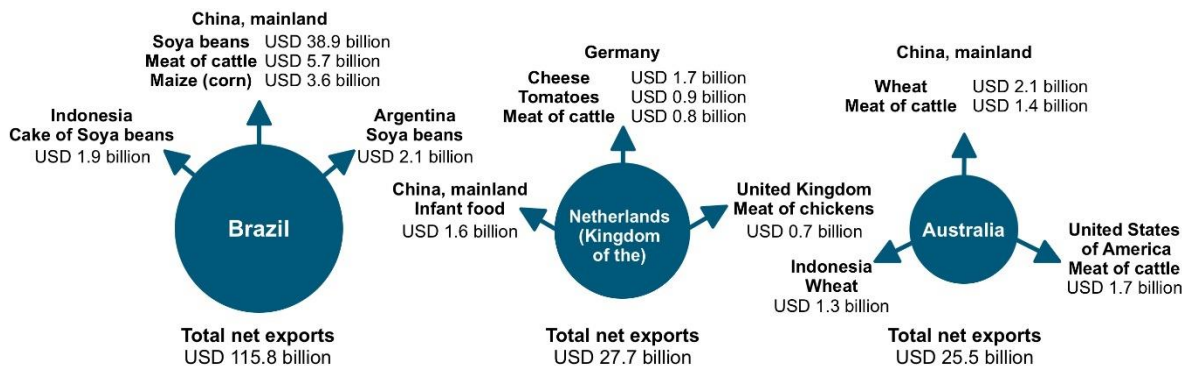 China, mainland
Soya beans USD 38.9 billion
Meat of cattle USD 5.7 billion
Maize (corn) USD 3.6 billion
Indonesia
Cake of Soya beans
USD 1.9 billion
Argentina
Soya beans
USD 2.1 billion
Brazil
Total net exports
USD 115.8 billion
Germany
Cheese USD 1.7 billion
Tomatoes USD 0.9 billion
Meat of cattle USD 0.8 billion
China, mainland
Infant food
USD 1.6 billion
United Kingdom
Meat of chickens
USD 0.7 billion
Netherlands
(Kingdom
of the)
Total net exports
USD 27.7 billion
China, mainland
Wheat USD 2.1 billion
Meat of cattle USD 1.4 billion
Australia
Indonesia
Wheat
USD 1.3 billion
United States
of America
Meat of cattle
USD 1.7 billion
Total net exports
USD 25.5 billion